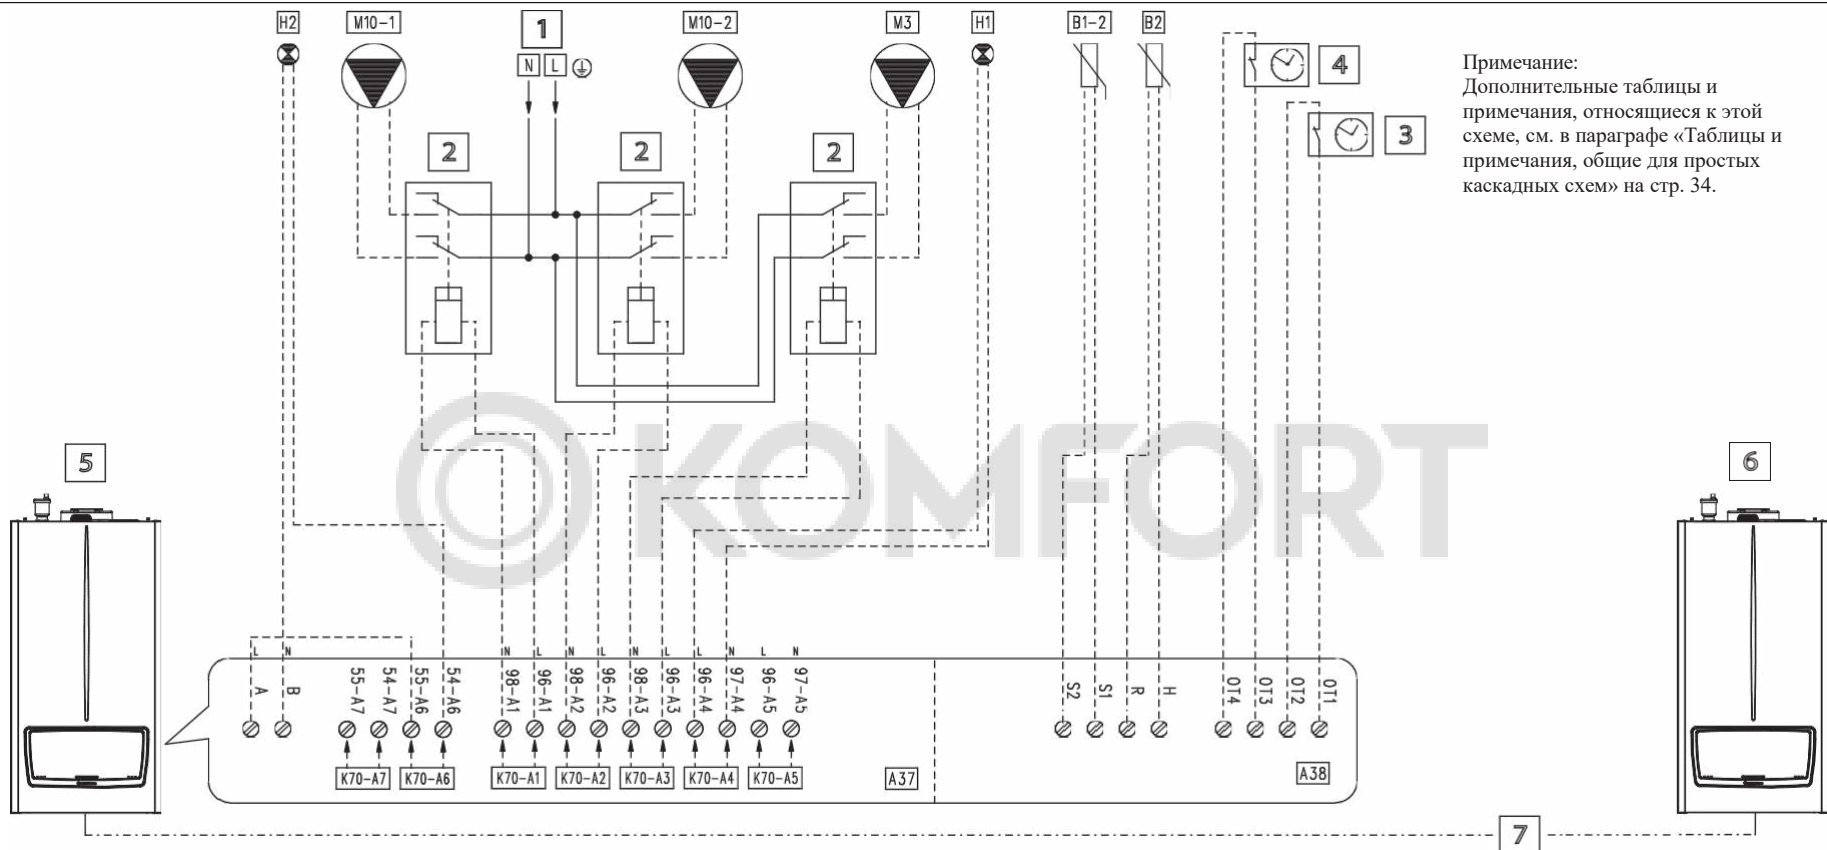 H2
M10-1
1
M10-2
M3
H1
B1-2
B2
N
L
4
3
Примечание:
Дополнительные таблицы и
примечания, относящиеся к этой
схеме, см. в параграфе «Таблицы и
примечания, общие для простых
каскадных схем» на стр. 34.
2
2
2
KOMFORT
5
6
L
N
N
L
N
L
N
L
L
N
L
N
A
B
55-A7
54-A7
55-A6
54-A6
98-A1
96-A1
98-A2
96-A2
98-A3
96-A3
96-A4
97-A4
96-A5
97-A5
S2
S1
R
H
OT4
OT3
OT2
OT1
K70-A7
K70-A6
K70-A1
K70-A2
K70-A3
K70-A4
K70-A5
A37
A38
7